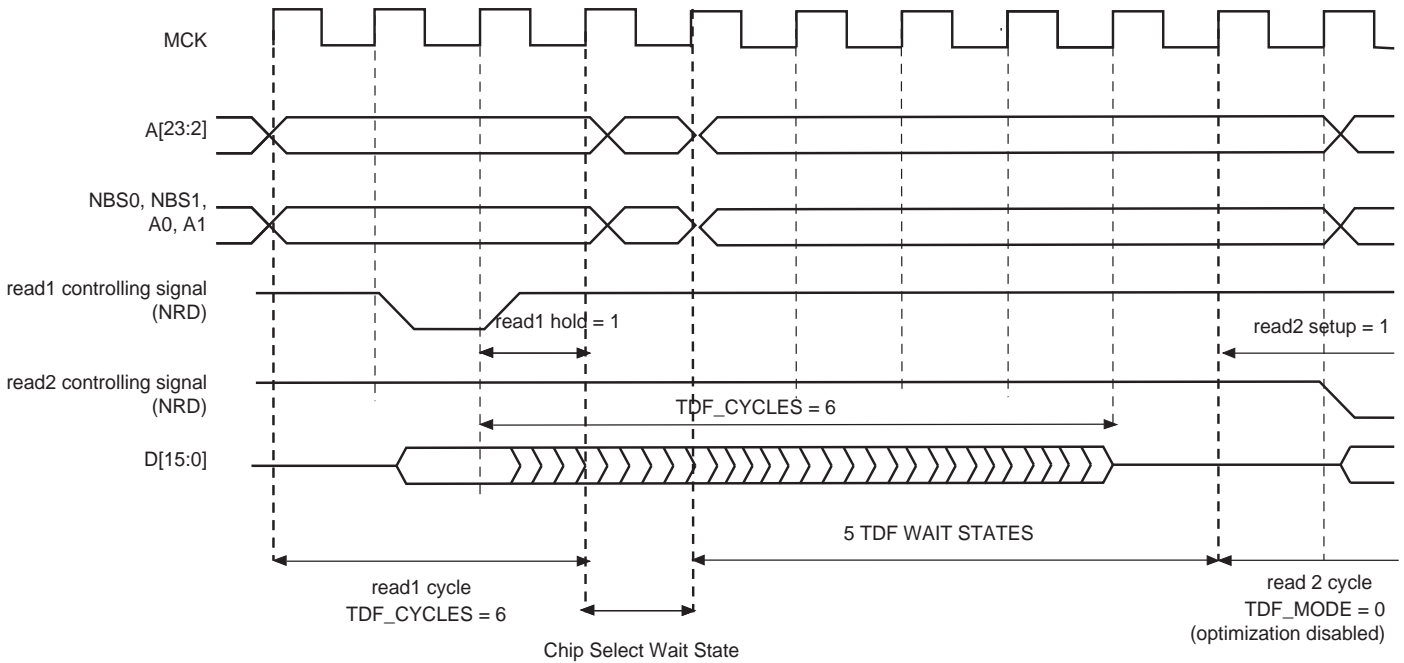 MCK
A[23:2]
NBS0, NBS1,
A0, A1
read1 controlling signal
(NRD)
read1 hold = 1
read2 setup = 1
read2 controlling signal
(NRD)
TDF_CYCLES = 6
D[15:0]
5 TDF WAIT STATES
read1 cycle
TDF_CYCLES = 6
read 2 cycle
TDF_MODE = 0
(optimization disabled)
Chip Select Wait State